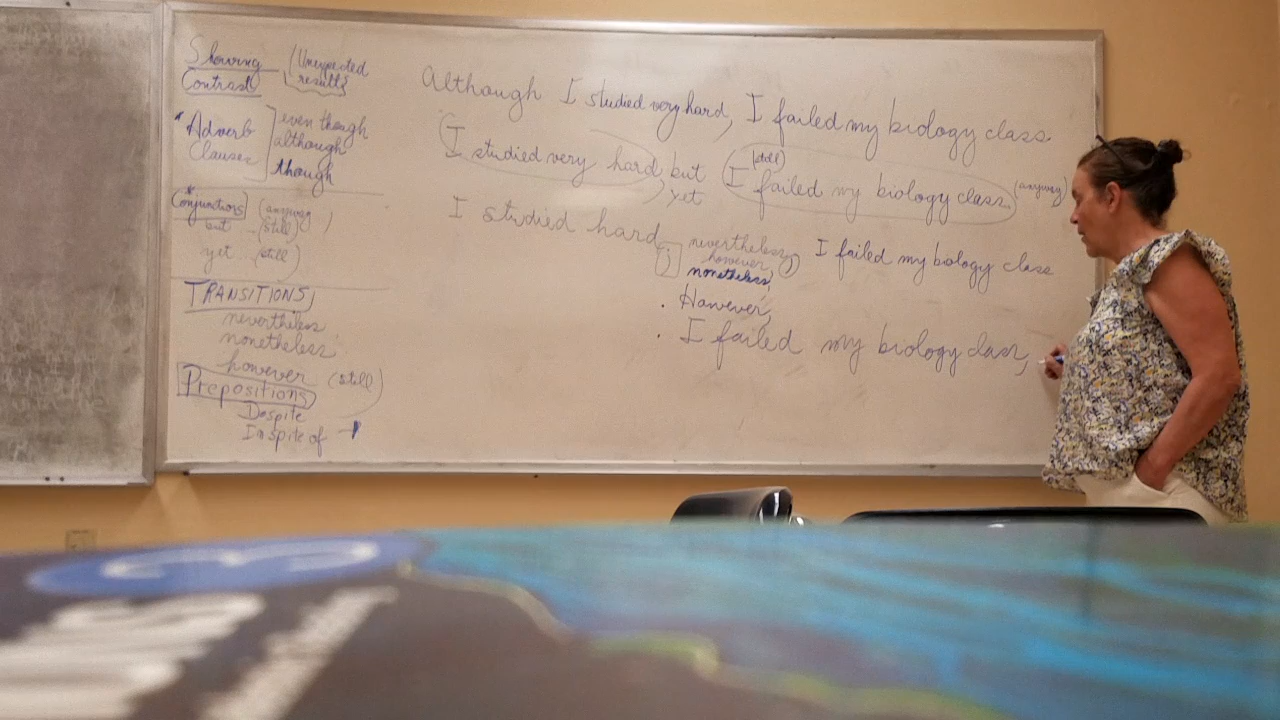 Showing (Unexpected
Contrast results)
* Adverb even though
Clauses although
though
* Conjunctions (anyway)
but (still)
yet (still)
TRANSITIONS
nevertheless
nonetheless
however (still)
Prepositions
Despite
In spite of
Although I studied very hard, I failed my biology class.
I studied very hard, but (still)
yet I failed my biology class (anyway)
I studied hard ; nevertheless, I failed my biology class
however
nonetheless,
. However,
. I failed my biology class,
3